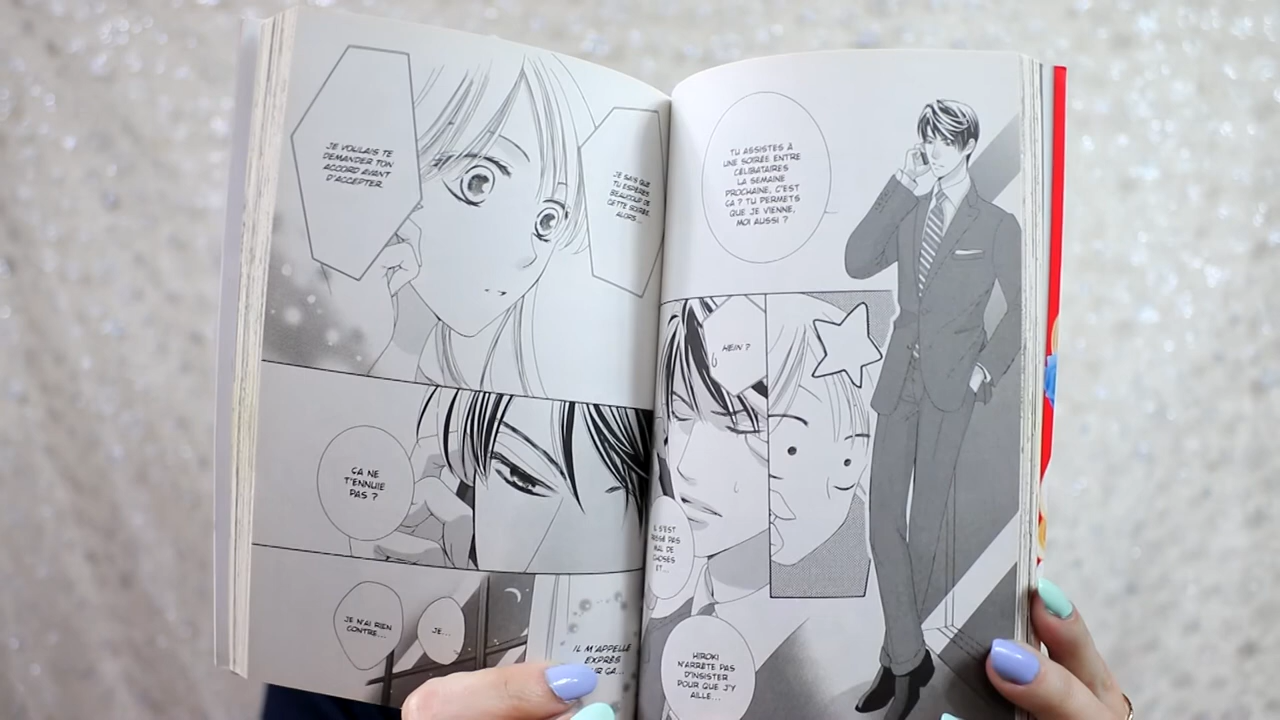 TU ASSISTES À
UNE SOIRÉE ENTRE
CÉLIBATAIRES
LA SEMAINE
PROCHAINE, C'EST
ÇA ? TU PERMETS
QUE JE VIENNE,
MOI AUSSI ?
HEIN ?
IL S'EST
PASSÉ PAS
MAL DE
CHOSES
ET...
HIROKI
N'ARRÊTE PAS
D'INSISTER
POUR QUE J'Y
AILLE...
JE SAIS QUE
TU ESPÈRES
BEAUCOUP DE
CETTE SOIRÉE,
ALORS...
JE VOULAIS TE
DEMANDER TON
ACCORD AVANT
D'ACCEPTER.
ÇA NE
T'ENNUIE
PAS ?
IL M'APPELLE
EXPRÈS
ÇA...
JE...
JE N'AI RIEN
CONTRE...